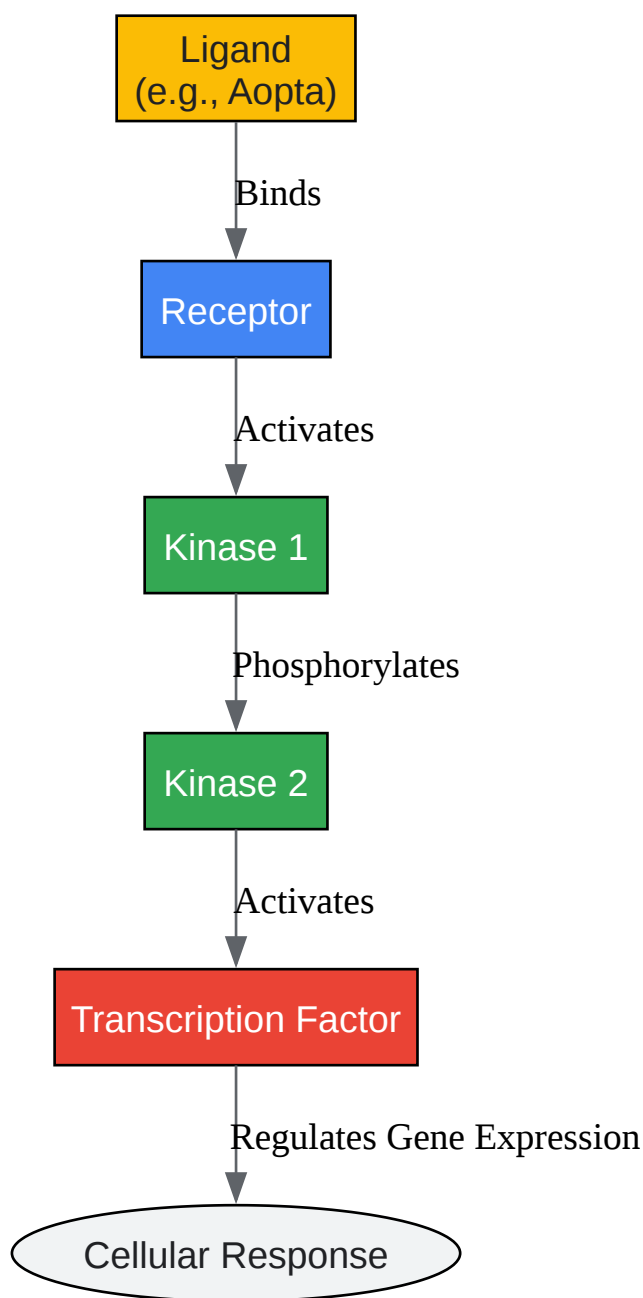 Ligand
(e.g., Aopta)
Binds
Receptor
Activates
Kinase 1
Phosphorylates
Kinase 2
Activates
Transcription Factor
Regulates Gene Expression
Cellular Response